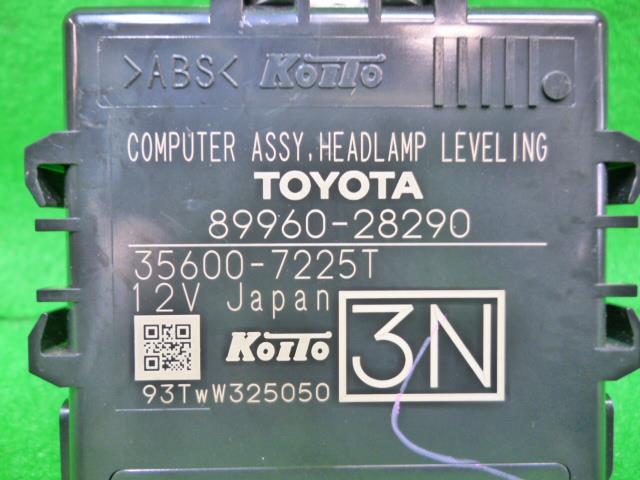 >ABS< KOITO
COMPUTER ASSY,HEADLAMP LEVELING
TOYOTA
89960-28290
35600-7225T
12V Japan
KOITO 3N
93TwW325050